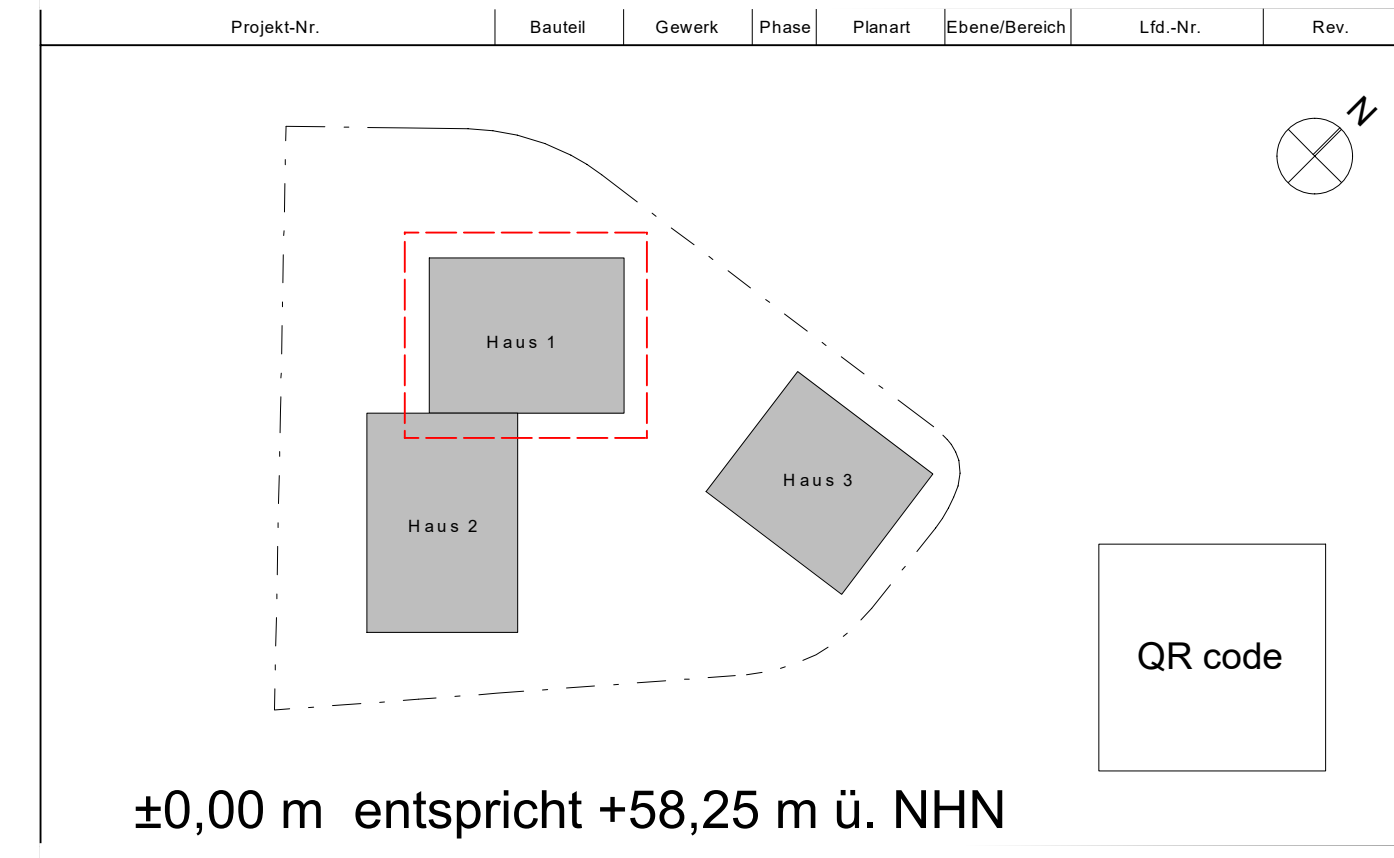 Projekt-Nr. Bauteil Gewerk Phase Planart Ebene/Bereich Lfd.-Nr. Rev.
N
Haus 1
Haus 3
Haus 2
QR code
±0,00 m entspricht +58,25 m ü. NHN